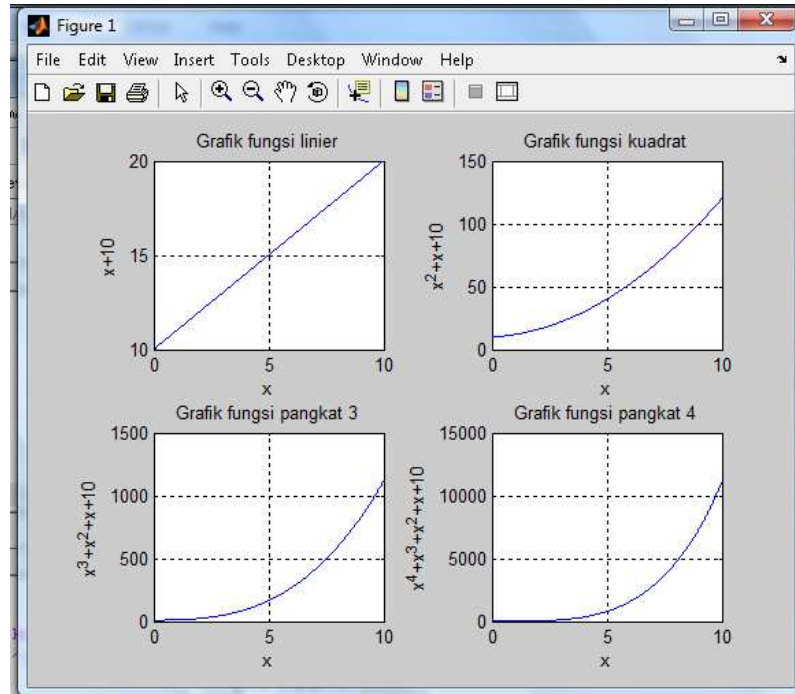 Figure 1
File Edit View Insert Tools Desktop Window Help
Grafik fungsi linier
20
15
10
x+10
0 5 10
x
Grafik fungsi kuadrat
150
100
50
0
x²+x+10
0 5 10
x
Grafik fungsi pangkat 3
1500
1000
500
0
x³+x²+x+10
0 5 10
x
Grafik fungsi pangkat 4
15000
10000
5000
0
x⁴+x³+x²+x+10
0 5 10
x